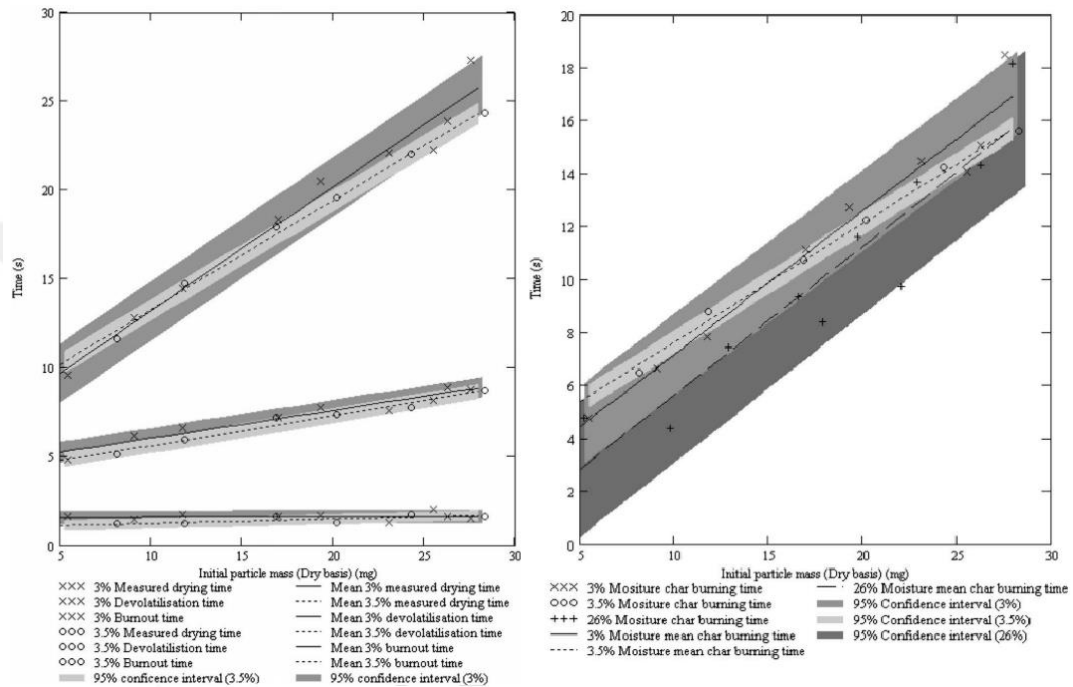 30
25
20
15
10
5
0
Time (s)
5
10
15
20
25
30
Initial particle mass (Dry basis) (mg)
××× 3% Measured drying time
××× 3% Devolatilisation time
××× 3% Burnout time
○○○ 3.5% Measured drying time
○○○ 3.5% Devolatilistion time
○○○ 3.5% Burnout time
95% conficence interval (3.5%)
Mean 3% measured drying time
Mean 3.5% measured drying time
Mean 3% devolatilisation time
Mean 3.5% devolatilisation time
Mean 3% burnout time
Mean 3.5% burnout time
95% confidence interval (3%)
20
18
16
14
12
10
8
6
4
2
0
Time (s)
5
10
15
20
25
30
Initial particle mass (Dry basis) (mg)
××× 3% Mositure char burning time
○○○ 3.5% Mositure char burning time
+++ 26% Mositure char burning time
3% Moisture mean char burning time
3.5% Moisture mean char burning time
26% Moisture mean char burning time
95% Confidence interval (3%)
95% Confidence interval (3.5%)
95% Confidence interval (26%)